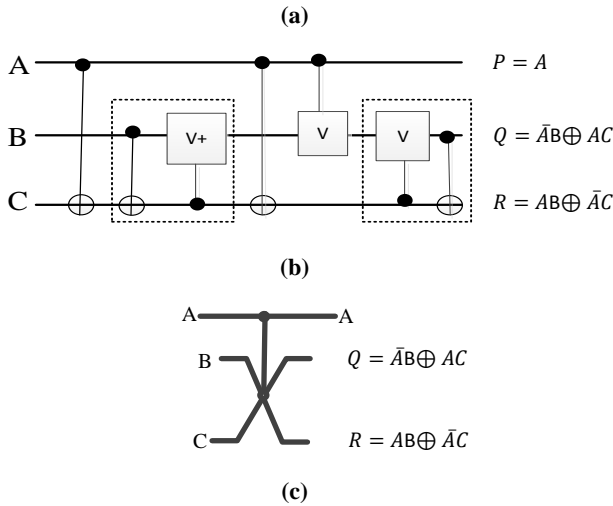 (a)
A P = A
B V+ V V Q = ĀB⊕ AC
C R = AB⊕ ĀC
(b)
A A
B Q = ĀB⊕ AC
C R = AB⊕ ĀC
(c)